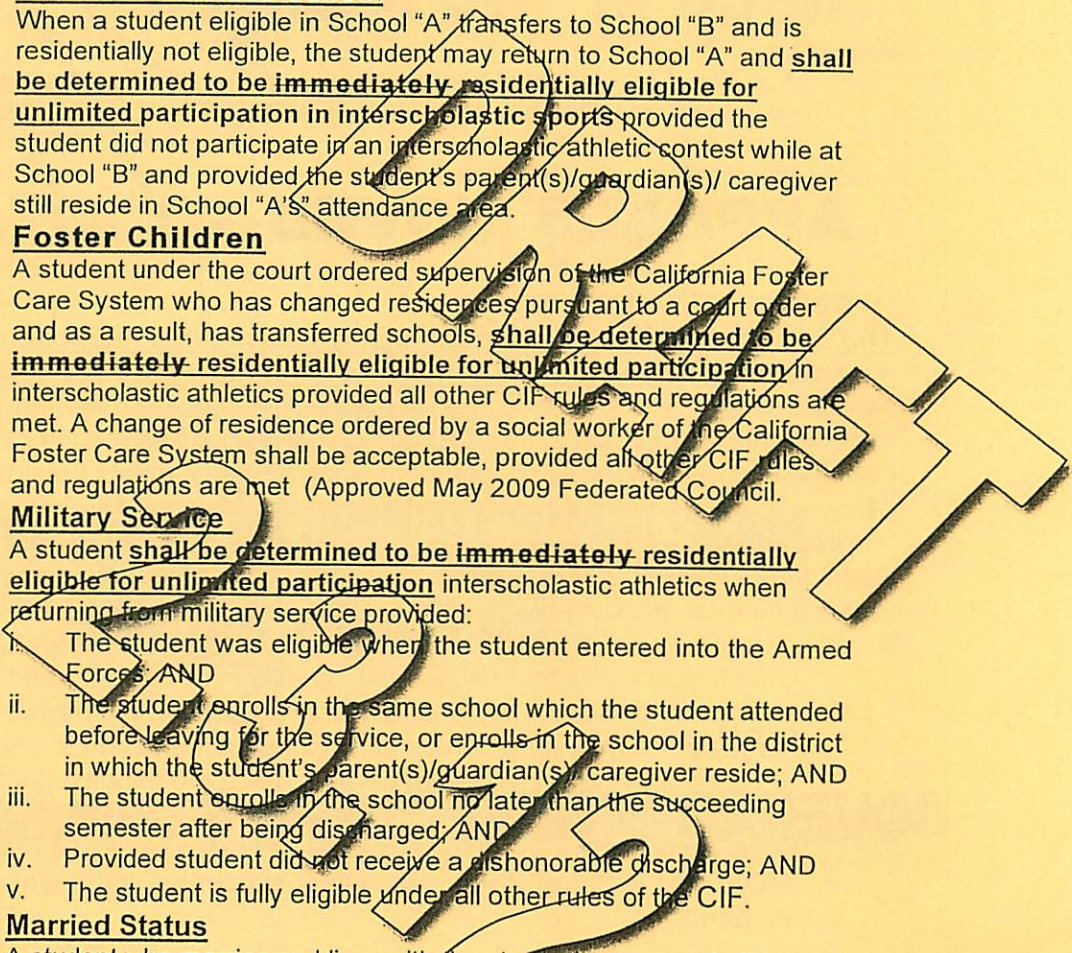 When a student eligible in School “A” transfers to School “B” and is
residentially not eligible, the student may return to School “A” and shall
be determined to be immediately residentially eligible for
unlimited participation in interscholastic sports provided the
student did not participate in an interscholastic athletic contest while at
School “B” and provided the student's parent(s)/guardian(s)/ caregiver
still reside in School “A's” attendance area.
Foster Children
A student under the court ordered supervision of the California Foster
Care System who has changed residences pursuant to a court order
and as a result, has transferred schools, shall be determined to be
immediately residentially eligible for unlimited participation in
interscholastic athletics provided all other CIF rules and regulations are
met. A change of residence ordered by a social worker of the California
Foster Care System shall be acceptable, provided all other CIF rules
and regulations are met (Approved May 2009 Federated Council.
Military Service
A student shall be determined to be immediately residentially
eligible for unlimited participation interscholastic athletics when
returning from military service provided:
i. The student was eligible when the student entered into the Armed
Forces; AND
ii. The student enrolls in the same school which the student attended
before leaving for the service, or enrolls in the school in the district
in which the student's parent(s)/guardian(s)/ caregiver reside; AND
iii. The student enrolls in the school no later than the succeeding
semester after being discharged; AND
iv. Provided student did not receive a dishonorable discharge; AND
v. The student is fully eligible under all other rules of the CIF.
Married Status
DRAFT
2-3-12